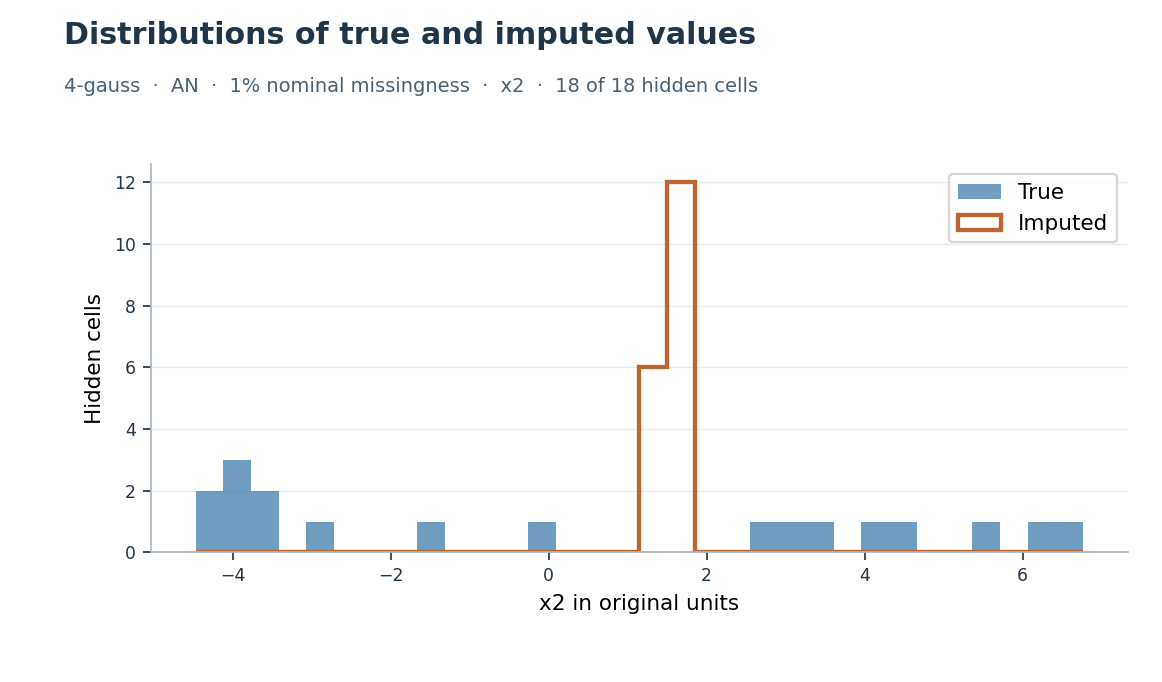 Distributions of true and imputed values
4-gauss · AN · 1% nominal missingness · x2 · 18 of 18 hidden cells
True
Imputed
Hidden cells
12
10
8
6
4
2
0
−4 −2 0 2 4 6
x2 in original units